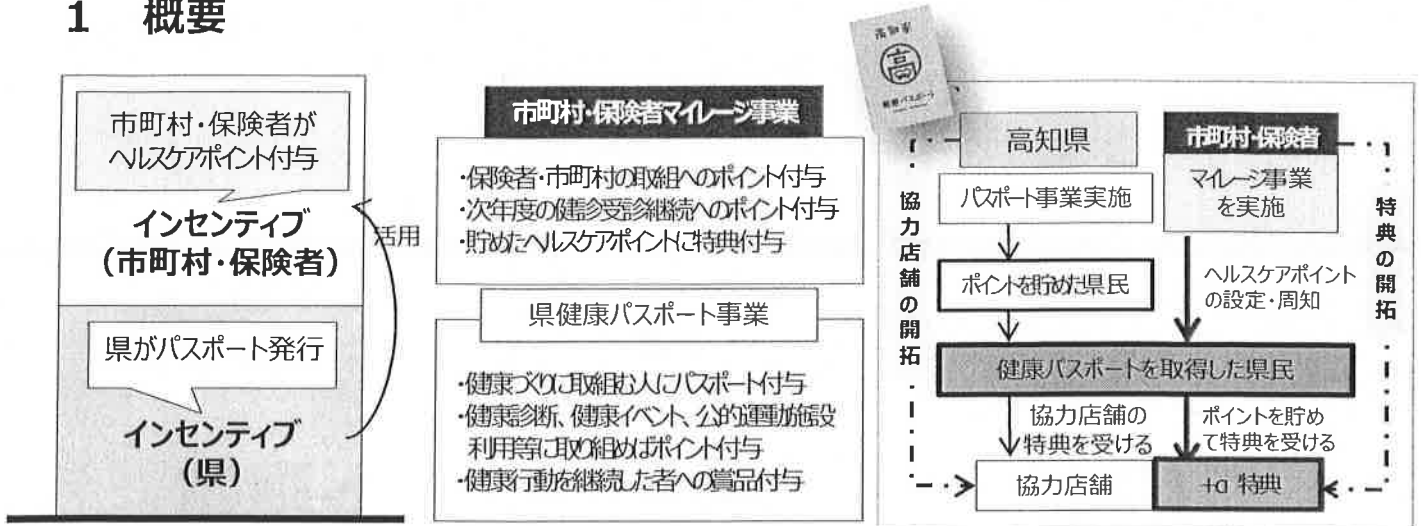 1 概要
市町村・保険者が
ヘルスケアポイント付与
インセンティブ
(市町村・保険者)
活用
県がパスポート発行
インセンティブ
(県)
市町村・保険者マイレージ事業
・保険者・市町村の取組へのポイント付与
・次年度の健診受診継続へのポイント付与
・貯めたヘルスケアポイントに特典付与
県健康パスポート事業
・健康づくりに取組む人にパスポート付与
・健康診断、健康イベント、公的運動施設
利用等に取り組めばポイント付与
・健康行動を継続した者への賞品付与
高知家
高
健康パスポート
高知県
パスポート事業実施
ポイントを貯めた県民
市町村・保険者
マイレージ事業
を実施
ヘルスケアポイント
の設定・周知
協力店舗の開拓
特典の開拓
健康パスポートを取得した県民
協力店舗の
特典を受ける
ポイントを貯め
て特典を受ける
協力店舗
+α 特典